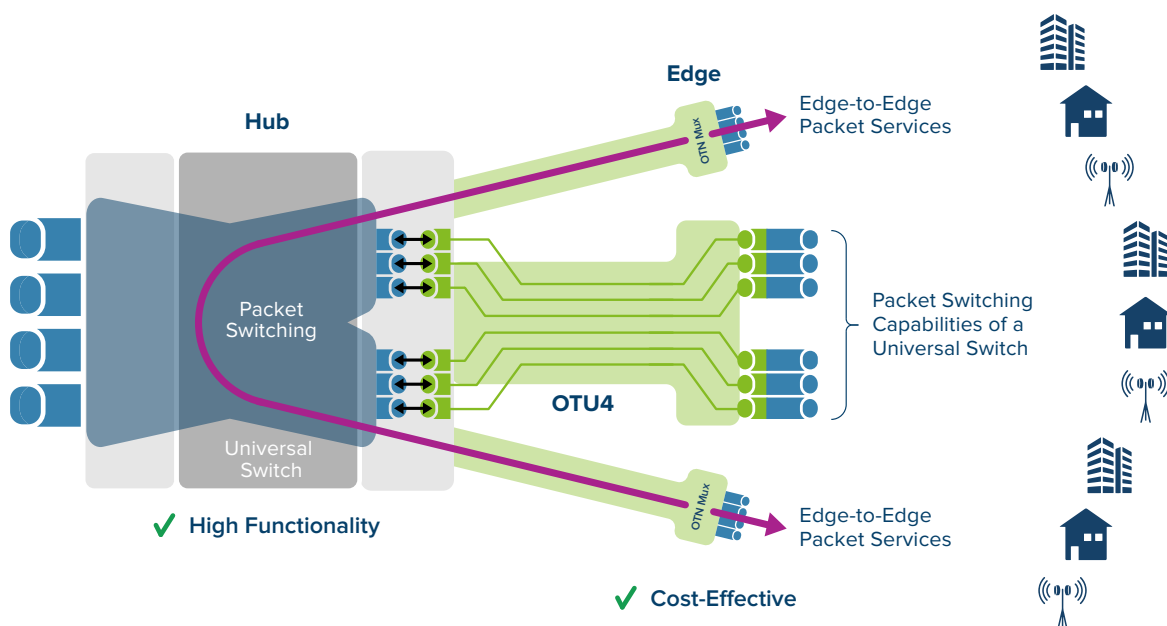 Edge
Hub
OTN Mux
Edge-to-Edge
Packet Services
Packet
Switching
Packet Switching
Capabilities of a
Universal Switch
OTU4
Universal
Switch
OTN Mux
High Functionality
Edge-to-Edge
Packet Services
Cost-Effective